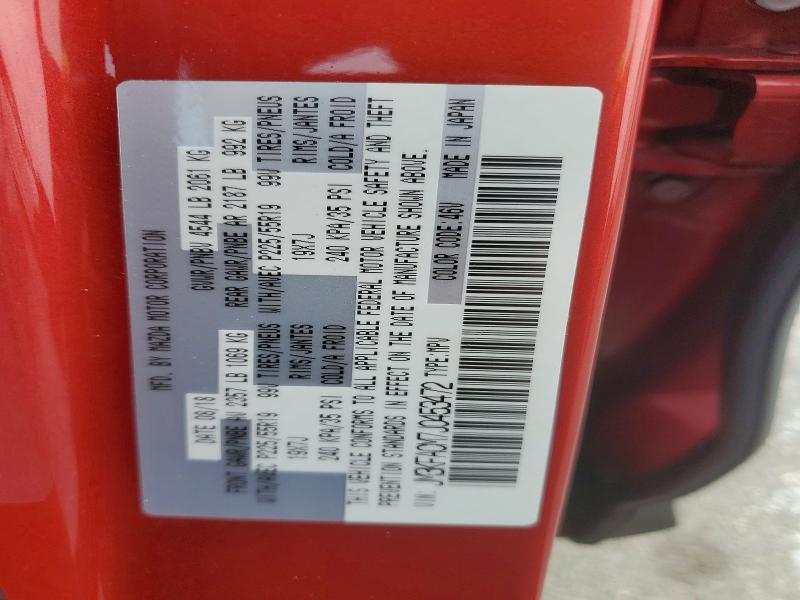 MFG. BY MAZDA MOTOR CORPORATION
DATE 08/18 GVWR/PNBV 4544 LB 2061 KG
FRONT GAWR/PNBE AV 2357 LB 1069 KG REAR GAWR/PNBE AR 2187 LB 992 KG
WITH/AVEC P225/55R19 99V TIRES/PNEUS WITH/AVEC P225/55R19 99V TIRES/PNEUS
19X7J RIMS/JANTES 19X7J RIMS/JANTES
240 KPA/35 PSI COLD/A FROID 240 KPA/35 PSI COLD/A FROID
THIS VEHICLE CONFORMS TO ALL APPLICABLE FEDERAL MOTOR VEHICLE SAFETY AND THEFT
PREVENTION STANDARDS IN EFFECT ON THE DATE OF MANUFACTURE SHOWN ABOVE.
VIN: TYPE:MPV COLOR CODE:46V MADE IN JAPAN